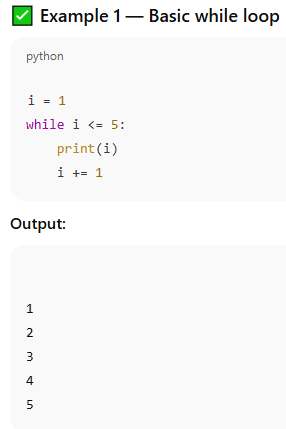 ✅ Example 1 — Basic while loop
python
i = 1
while i <= 5:
    print(i)
    i += 1
Output:
1
2
3
4
5